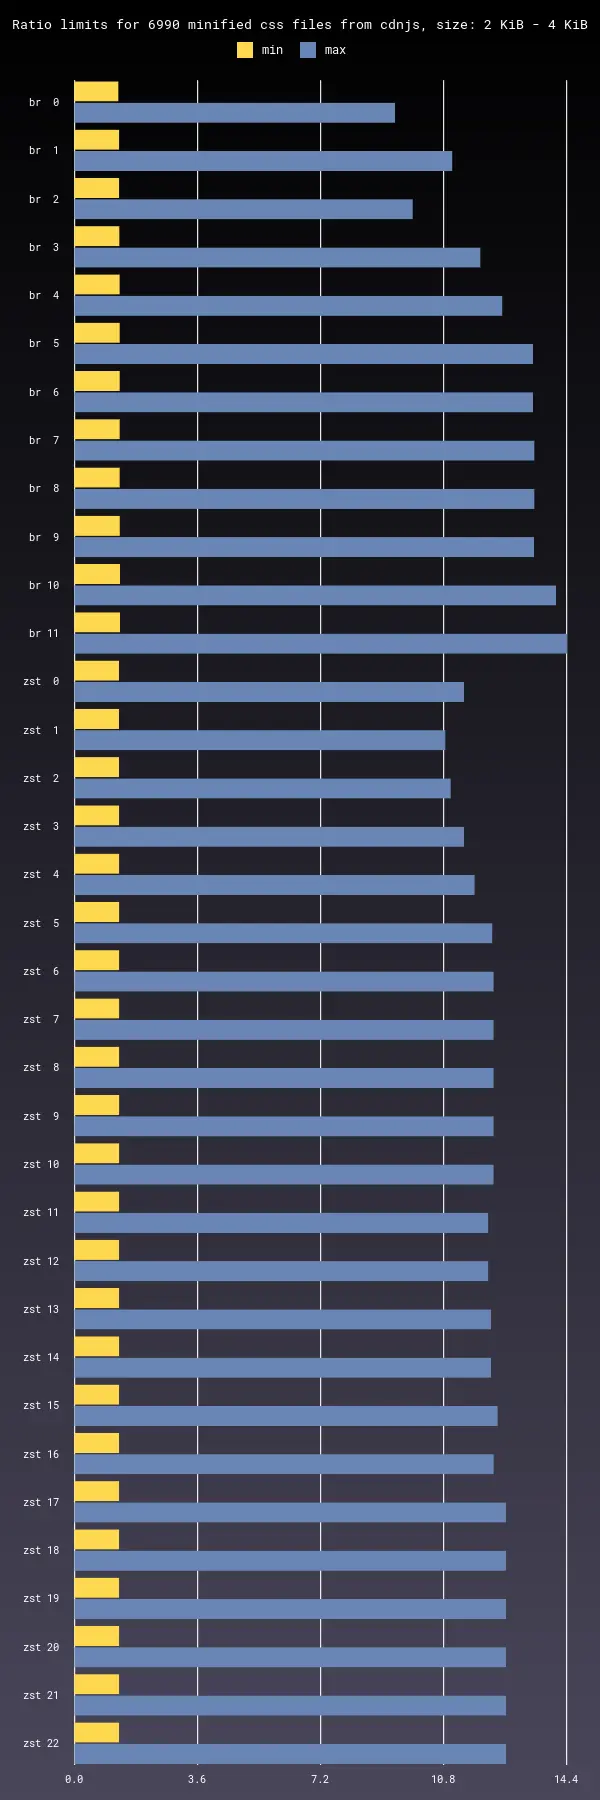 Ratio limits for 6990 minified css files from cdnjs, size: 2 KiB - 4 KiB
min max
br 0
br 1
br 2
br 3
br 4
br 5
br 6
br 7
br 8
br 9
br 10
br 11
zst 0
zst 1
zst 2
zst 3
zst 4
zst 5
zst 6
zst 7
zst 8
zst 9
zst 10
zst 11
zst 12
zst 13
zst 14
zst 15
zst 16
zst 17
zst 18
zst 19
zst 20
zst 21
zst 22
0.0 3.6 7.2 10.8 14.4